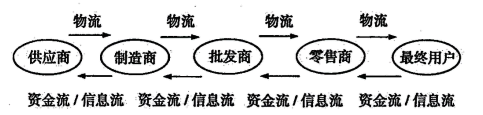 物流 物流 物流 物流
供应商 制造商 批发商 零售商 最终用户
资金流/信息流 资金流/信息流 资金流/信息流 资金流/信息流